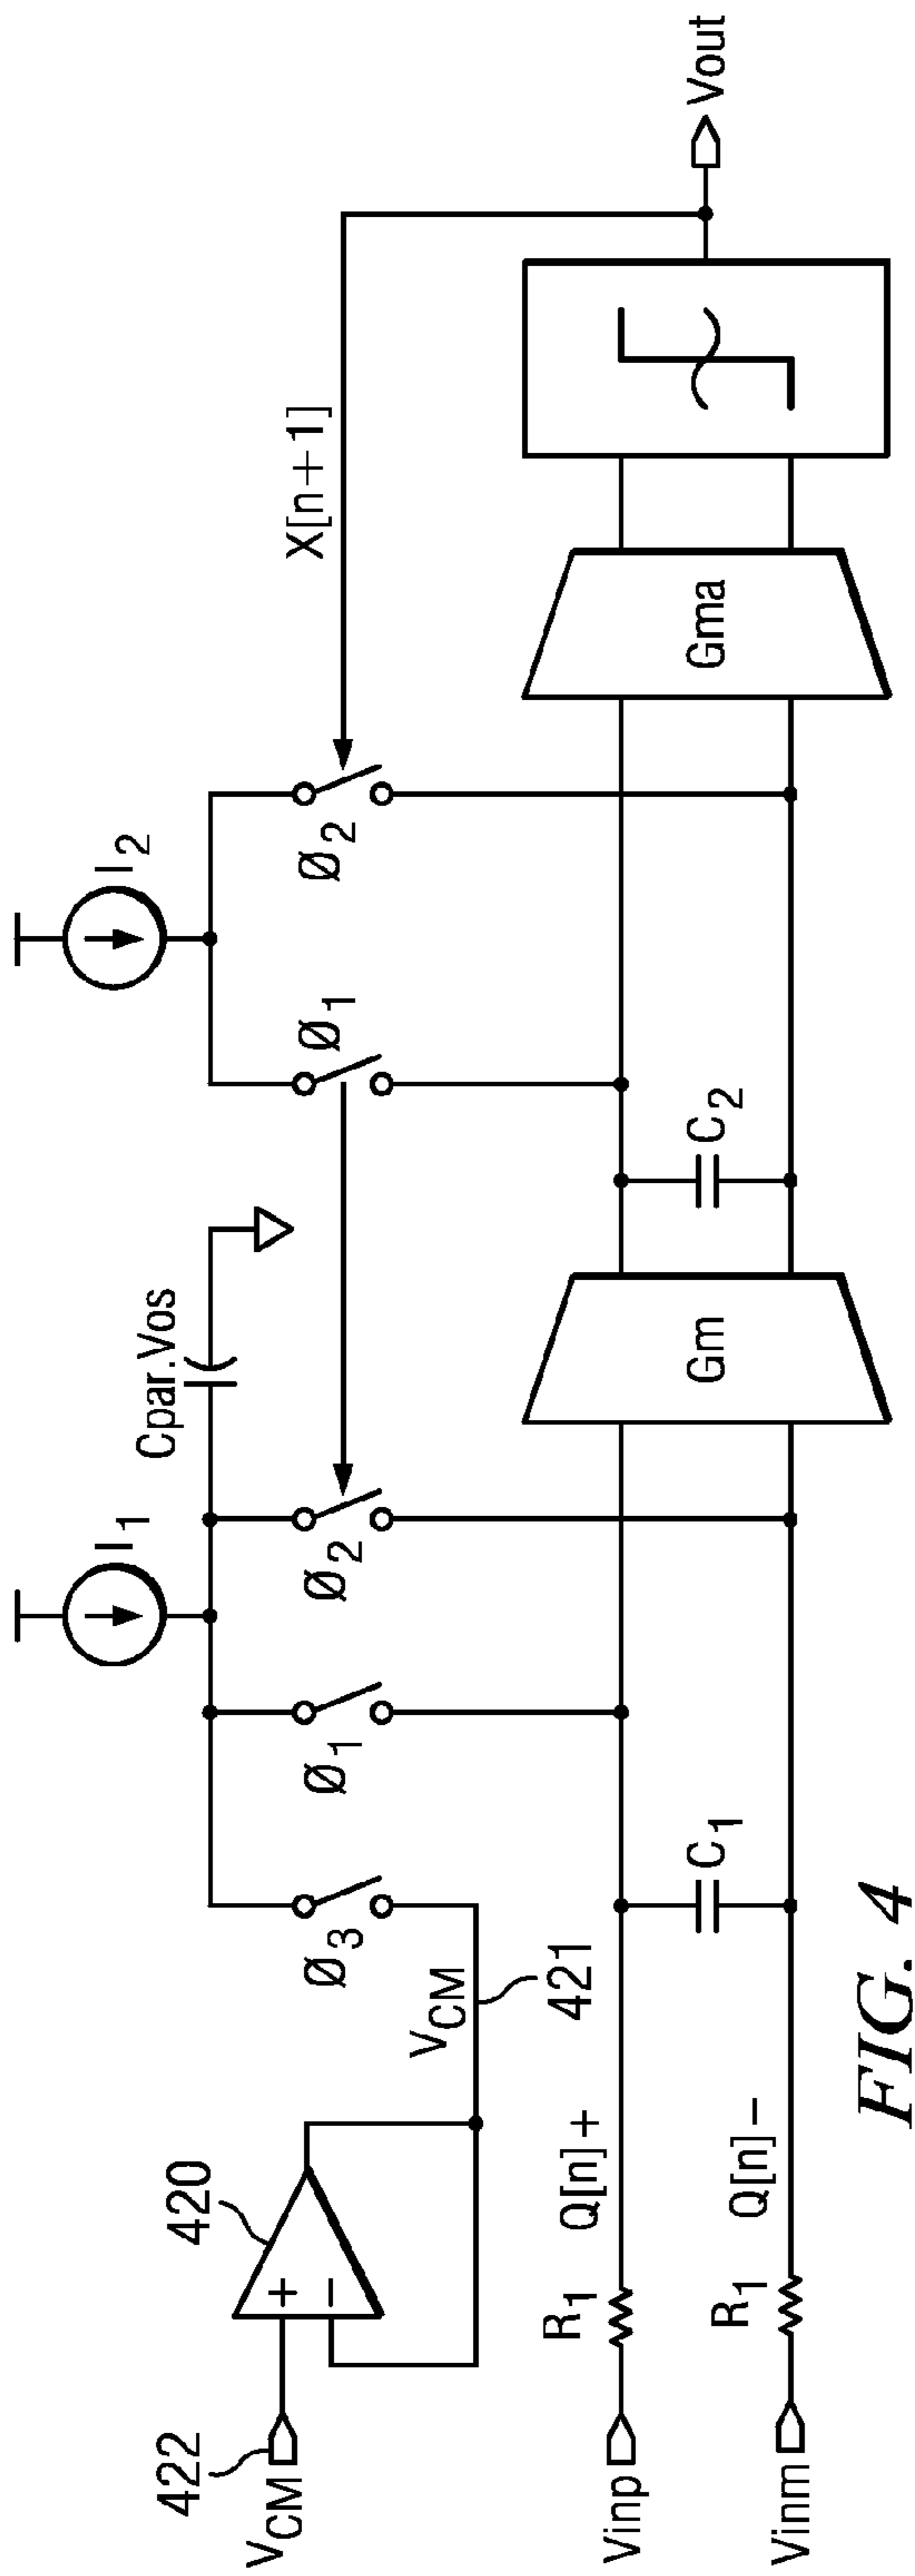 I1
I2
Cpar.Vos
X[n+1]
Ø3
Ø1
Ø2
Ø1
Ø2
420
422
VCM
VCM
421
Vinp
R1
Q[n]+
C1
Gm
C2
Gma
Vout
Vinm
R1
Q[n]−
FIG. 4